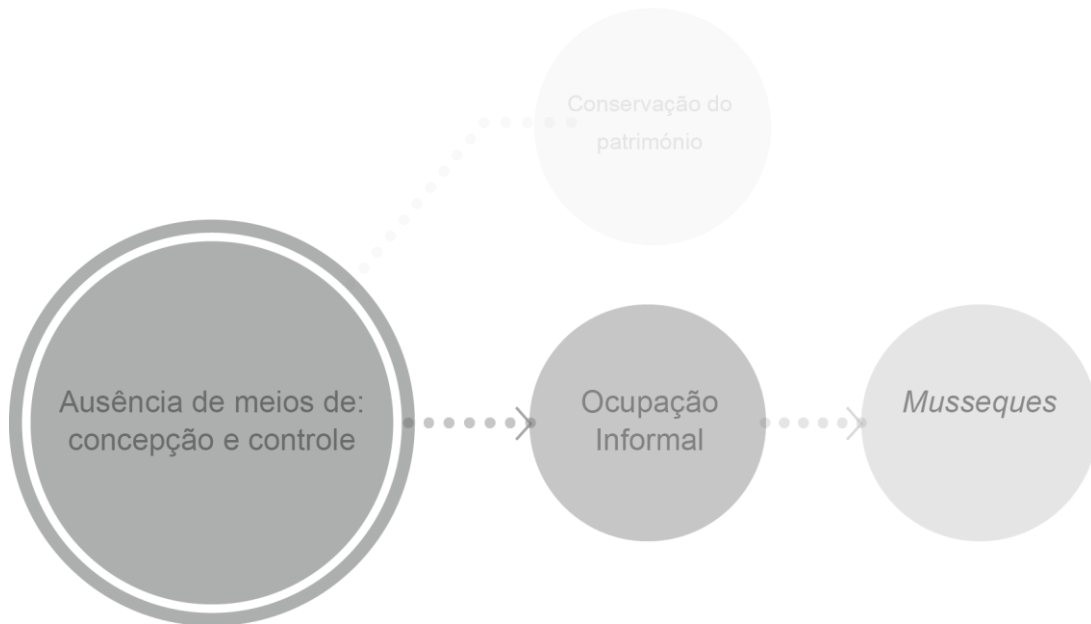 Conservação do
património
Ausência de meios de:
concepção e controle
Ocupação
Informal
Musseques